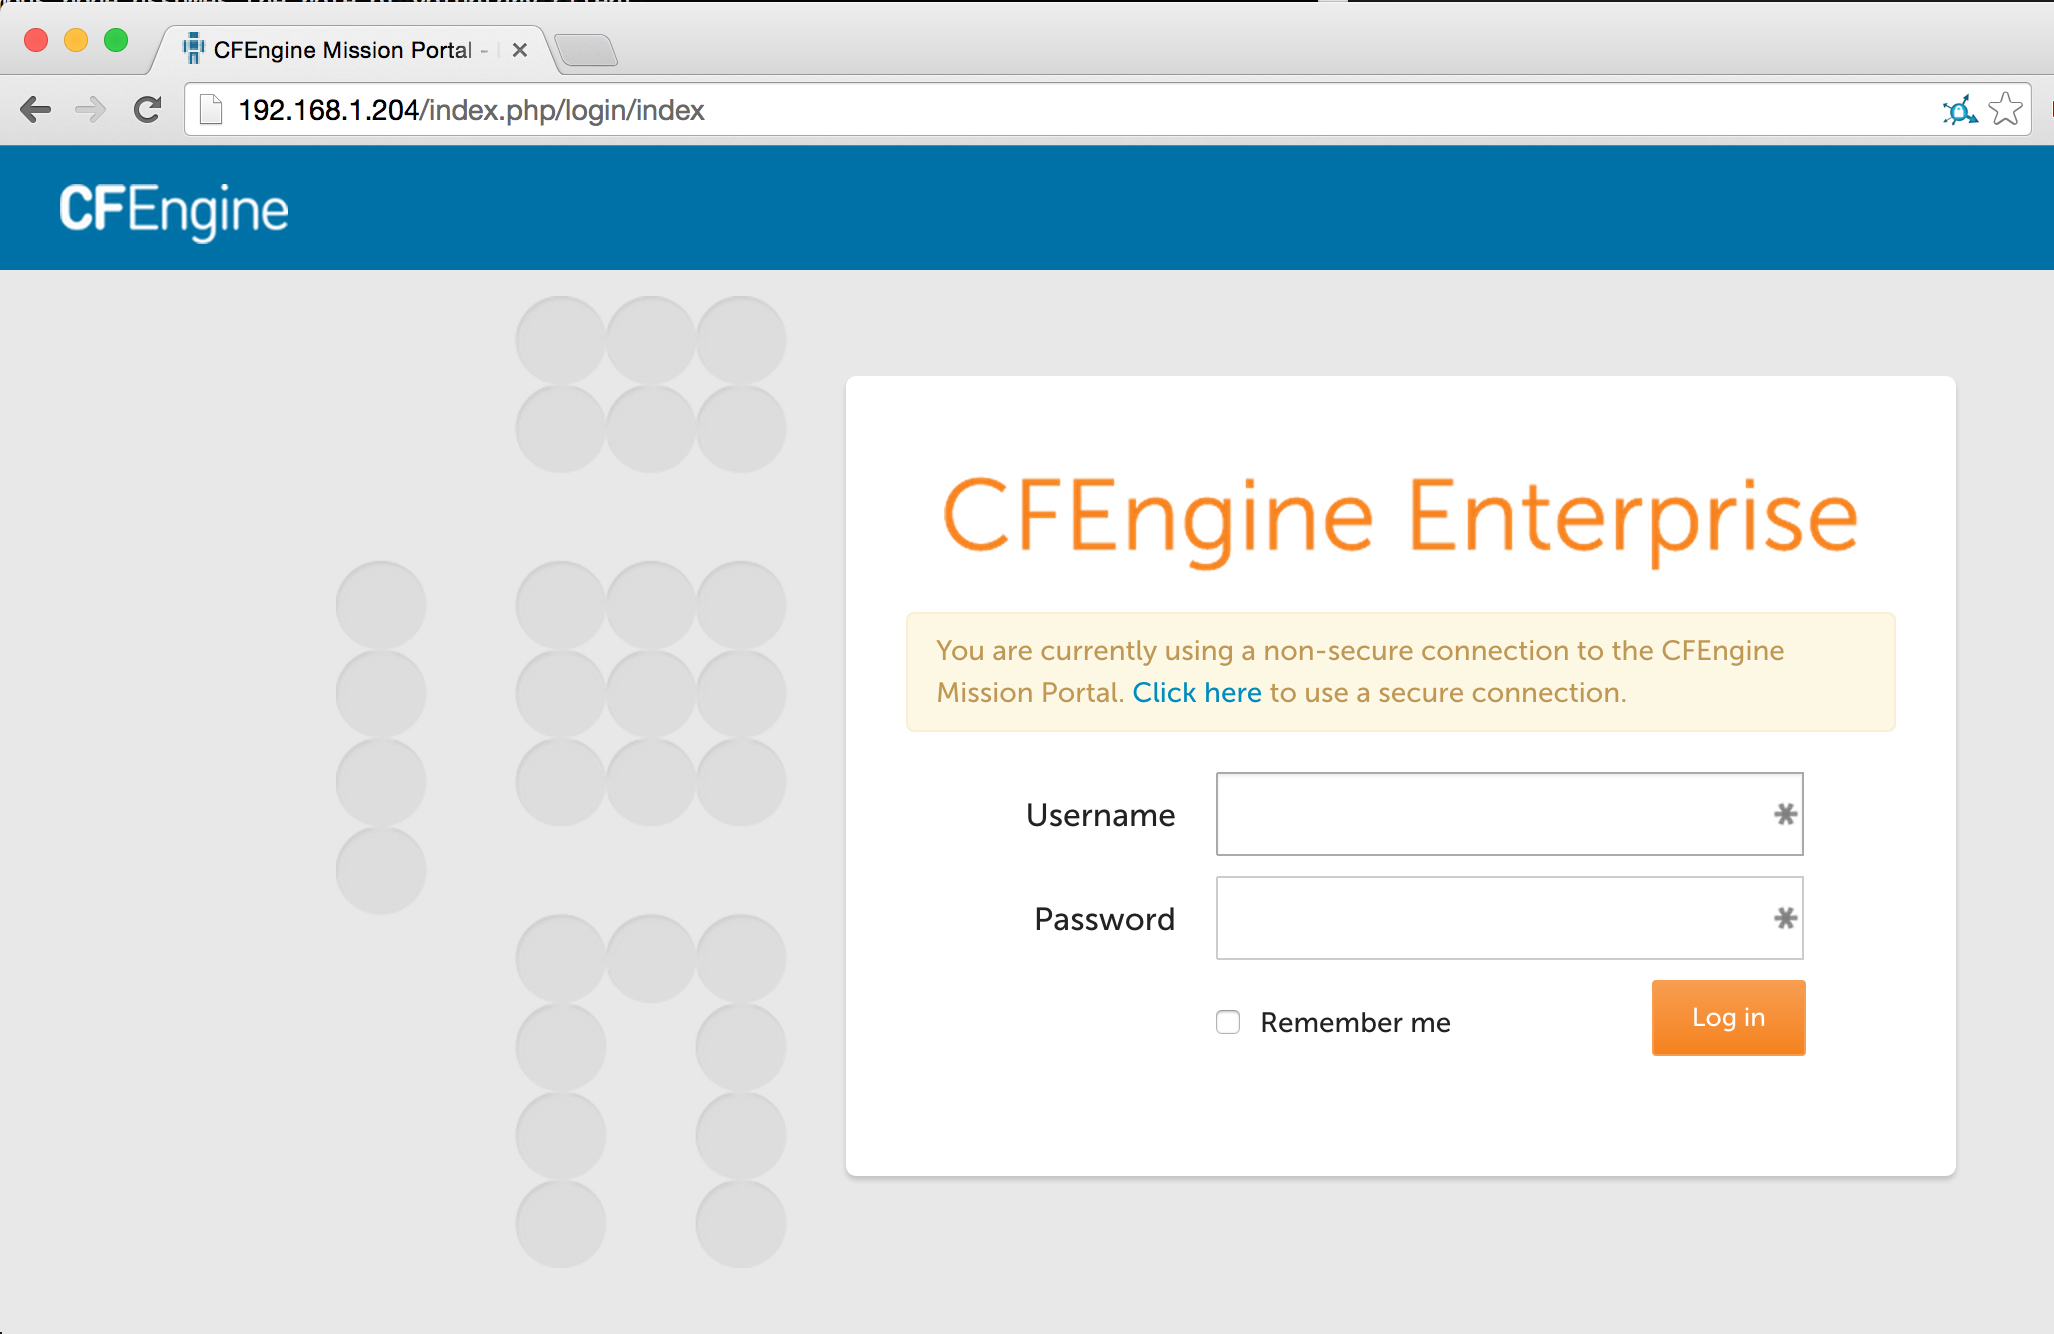 CFEngine Mission Portal -
192.168.1.204/index.php/login/index
CFEngine
CFEngine Enterprise
You are currently using a non-secure connection to the CFEngine
Mission Portal. Click here to use a secure connection.
Username
Password
Remember me
Log in